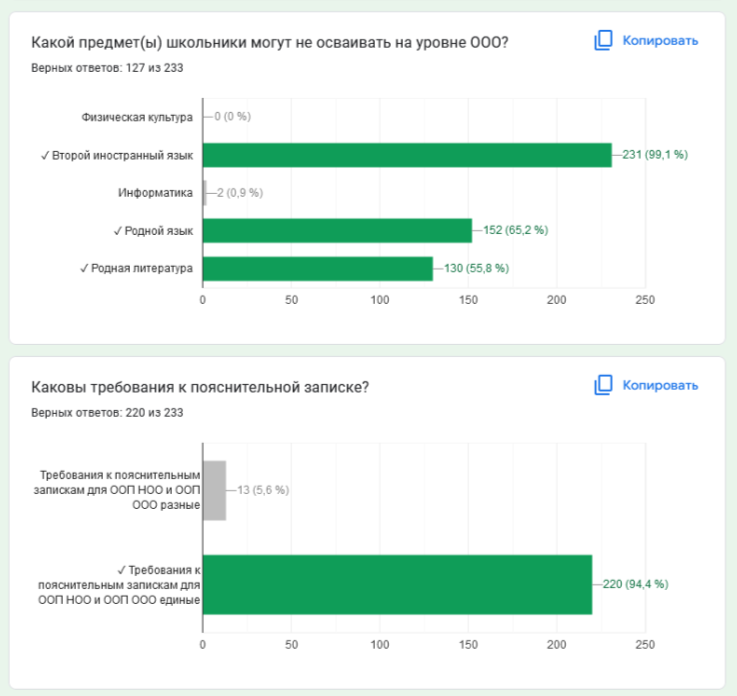 Какой предмет(ы) школьники могут не осваивать на уровне ООО?
Копировать
Верных ответов: 127 из 233
Физическая культура
0 (0 %)
✓ Второй иностранный язык
231 (99,1 %)
Информатика
2 (0,9 %)
✓ Родной язык
152 (65,2 %)
✓ Родная литература
130 (55,8 %)
0 50 100 150 200 250
Каковы требования к пояснительной записке?
Копировать
Верных ответов: 220 из 233
Требования к пояснительным
запискам для ООП НОО и ООП
ООО разные
13 (5,6 %)
✓ Требования к
пояснительным запискам для
ООП НОО и ООП ООО единые
220 (94,4 %)
0 50 100 150 200 250